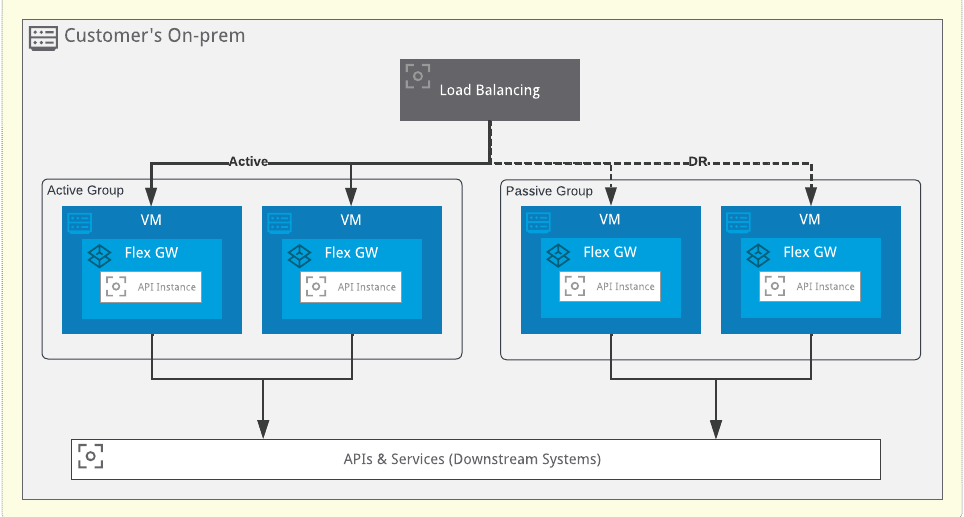 Customer's On-prem
Load Balancing
Active
DR
Active Group
Passive Group
VM
VM
VM
VM
Flex GW
Flex GW
Flex GW
Flex GW
API Instance
API Instance
API Instance
API Instance
APIs & Services (Downstream Systems)